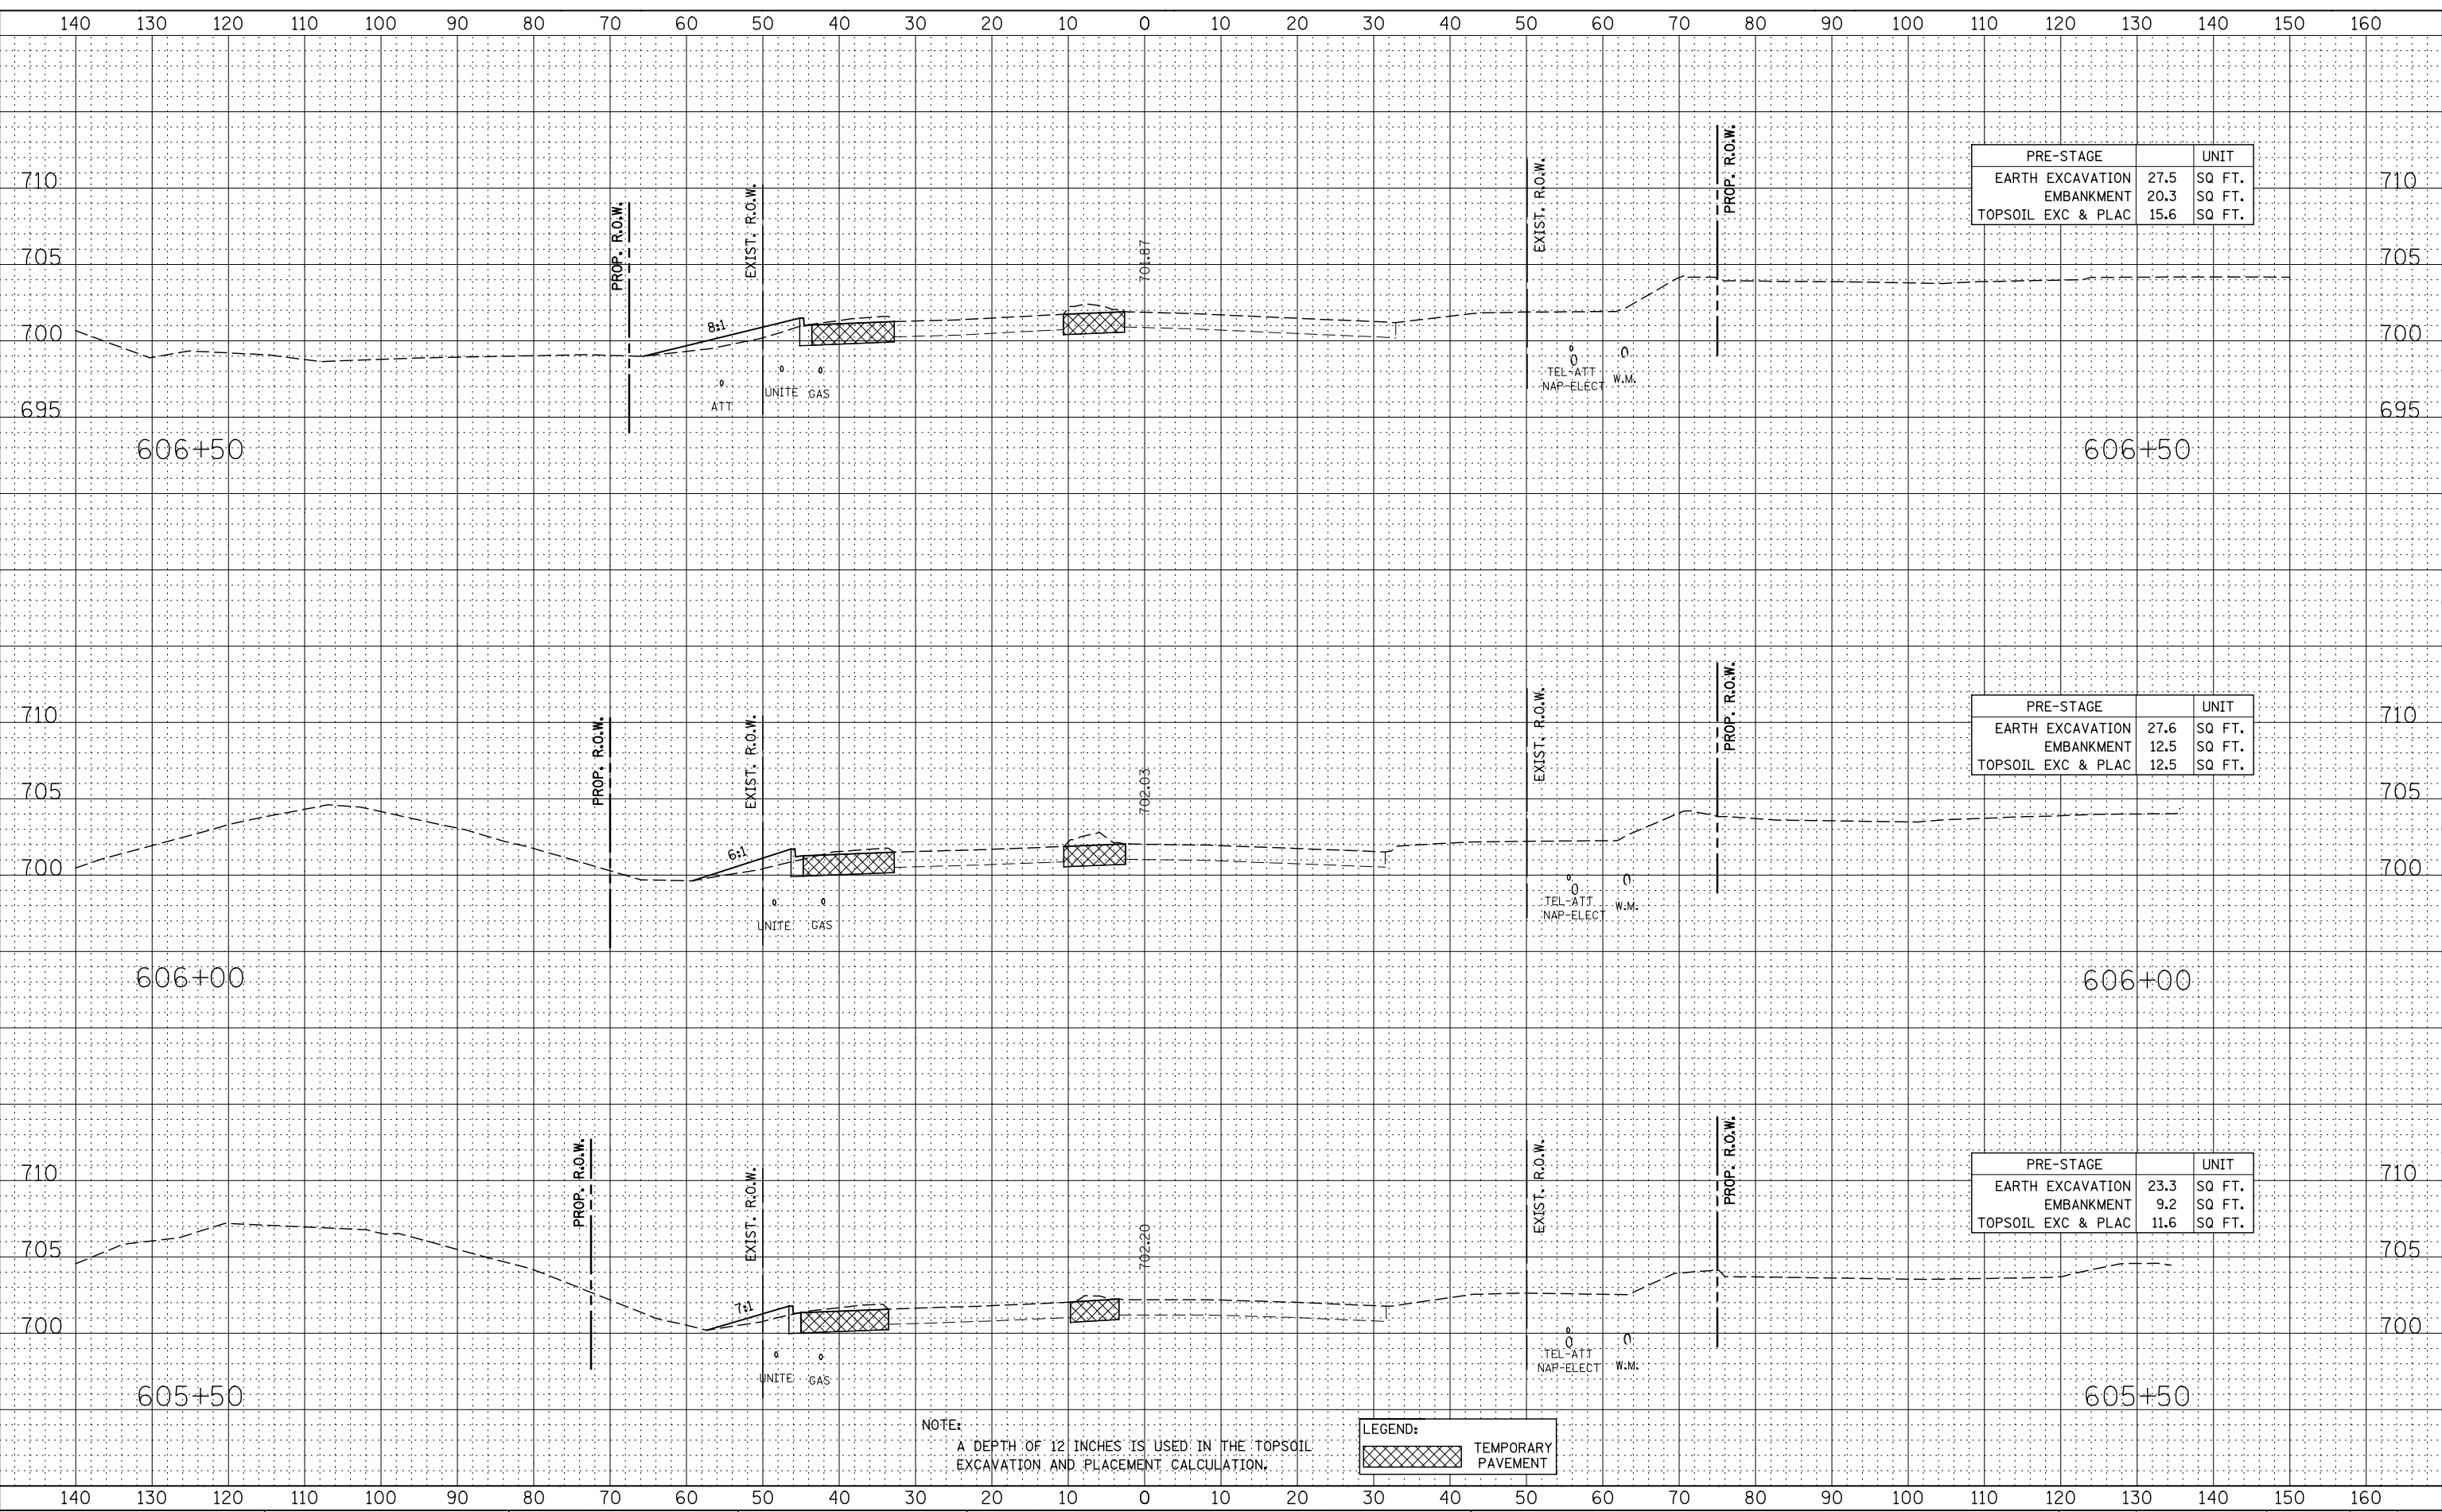 140 130 120 110 100 90 80 70 60 50 40 30 20 10 0 10 20 30 40 50 60 70 80 90 100 110 120 130 140 150 160
PRE-STAGE UNIT
EARTH EXCAVATION 27.5 SQ FT.
EMBANKMENT 20.3 SQ FT.
TOPSOIL EXC & PLAC 15.6 SQ FT.
710 710
705 705
700 700
695 695
PROP. R.O.W.
EXIST. R.O.W.
701.87
EXIST. R.O.W.
PROP. R.O.W.
8:1
ATT
UNITE GAS
TEL-ATT
NAP-ELECT
W.M.
606+50 606+50
PRE-STAGE UNIT
EARTH EXCAVATION 27.6 SQ FT.
EMBANKMENT 12.5 SQ FT.
TOPSOIL EXC & PLAC 12.5 SQ FT.
710 710
705 705
700 700
PROP. R.O.W.
EXIST. R.O.W.
702.03
EXIST. R.O.W.
PROP. R.O.W.
6:1
UNITE GAS
TEL-ATT
NAP-ELECT
W.M.
606+00 606+00
PRE-STAGE UNIT
EARTH EXCAVATION 23.3 SQ FT.
EMBANKMENT 9.2 SQ FT.
TOPSOIL EXC & PLAC 11.6 SQ FT.
710 710
705 705
700 700
PROP. R.O.W.
EXIST. R.O.W.
702.20
EXIST. R.O.W.
PROP. R.O.W.
7:1
UNITE GAS
TEL-ATT
NAP-ELECT
W.M.
605+50 605+50
NOTE:
A DEPTH OF 12 INCHES IS USED IN THE TOPSOIL
EXCAVATION AND PLACEMENT CALCULATION.
LEGEND:
TEMPORARY
PAVEMENT
140 130 120 110 100 90 80 70 60 50 40 30 20 10 0 10 20 30 40 50 60 70 80 90 100 110 120 130 140 150 160